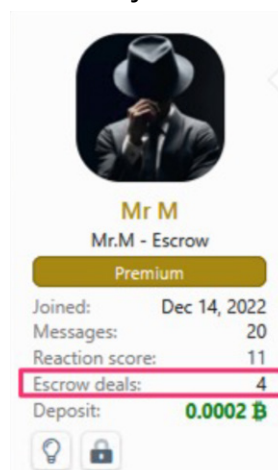 Mr M
Mr.M - Escrow
Premium
Joined: Dec 14, 2022
Messages: 20
Reaction score: 11
Escrow deals: 4
Deposit: 0.0002 ₿